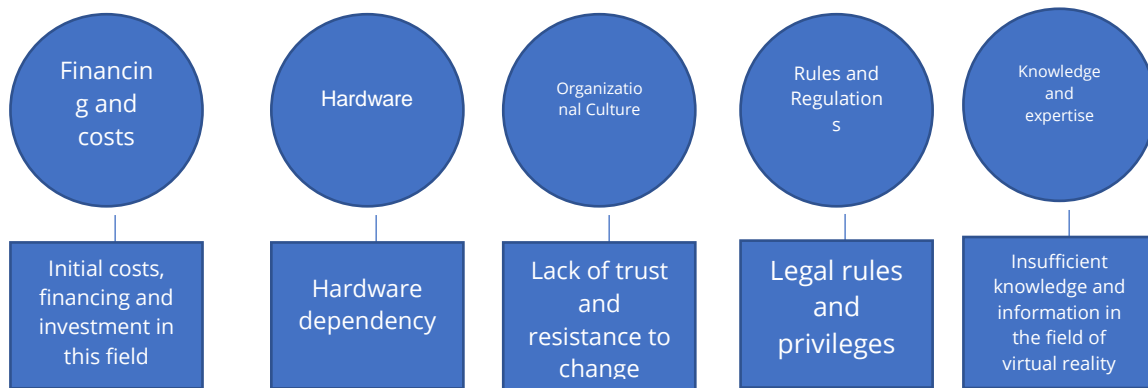 Financin
g and
costs
Hardware
Organizatio
nal Culture
Rules and
Regulation
s
Knowledge
and
expertise
Initial costs,
financing and
investment in
this field
Hardware
dependency
Lack of trust
and
resistance to
change
Legal rules
and
privileges
Insufficient
knowledge and
information in
the field of
virtual reality